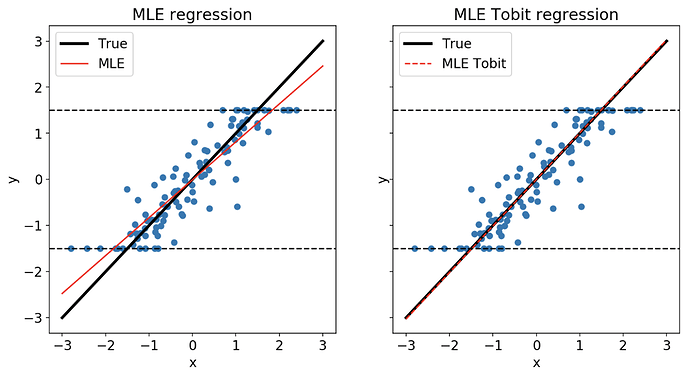 MLE regression
True
MLE
3
2
1
0
−1
−2
−3
y
−3 −2 −1 0 1 2 3
x
MLE Tobit regression
True
MLE Tobit
y
−3 −2 −1 0 1 2 3
x